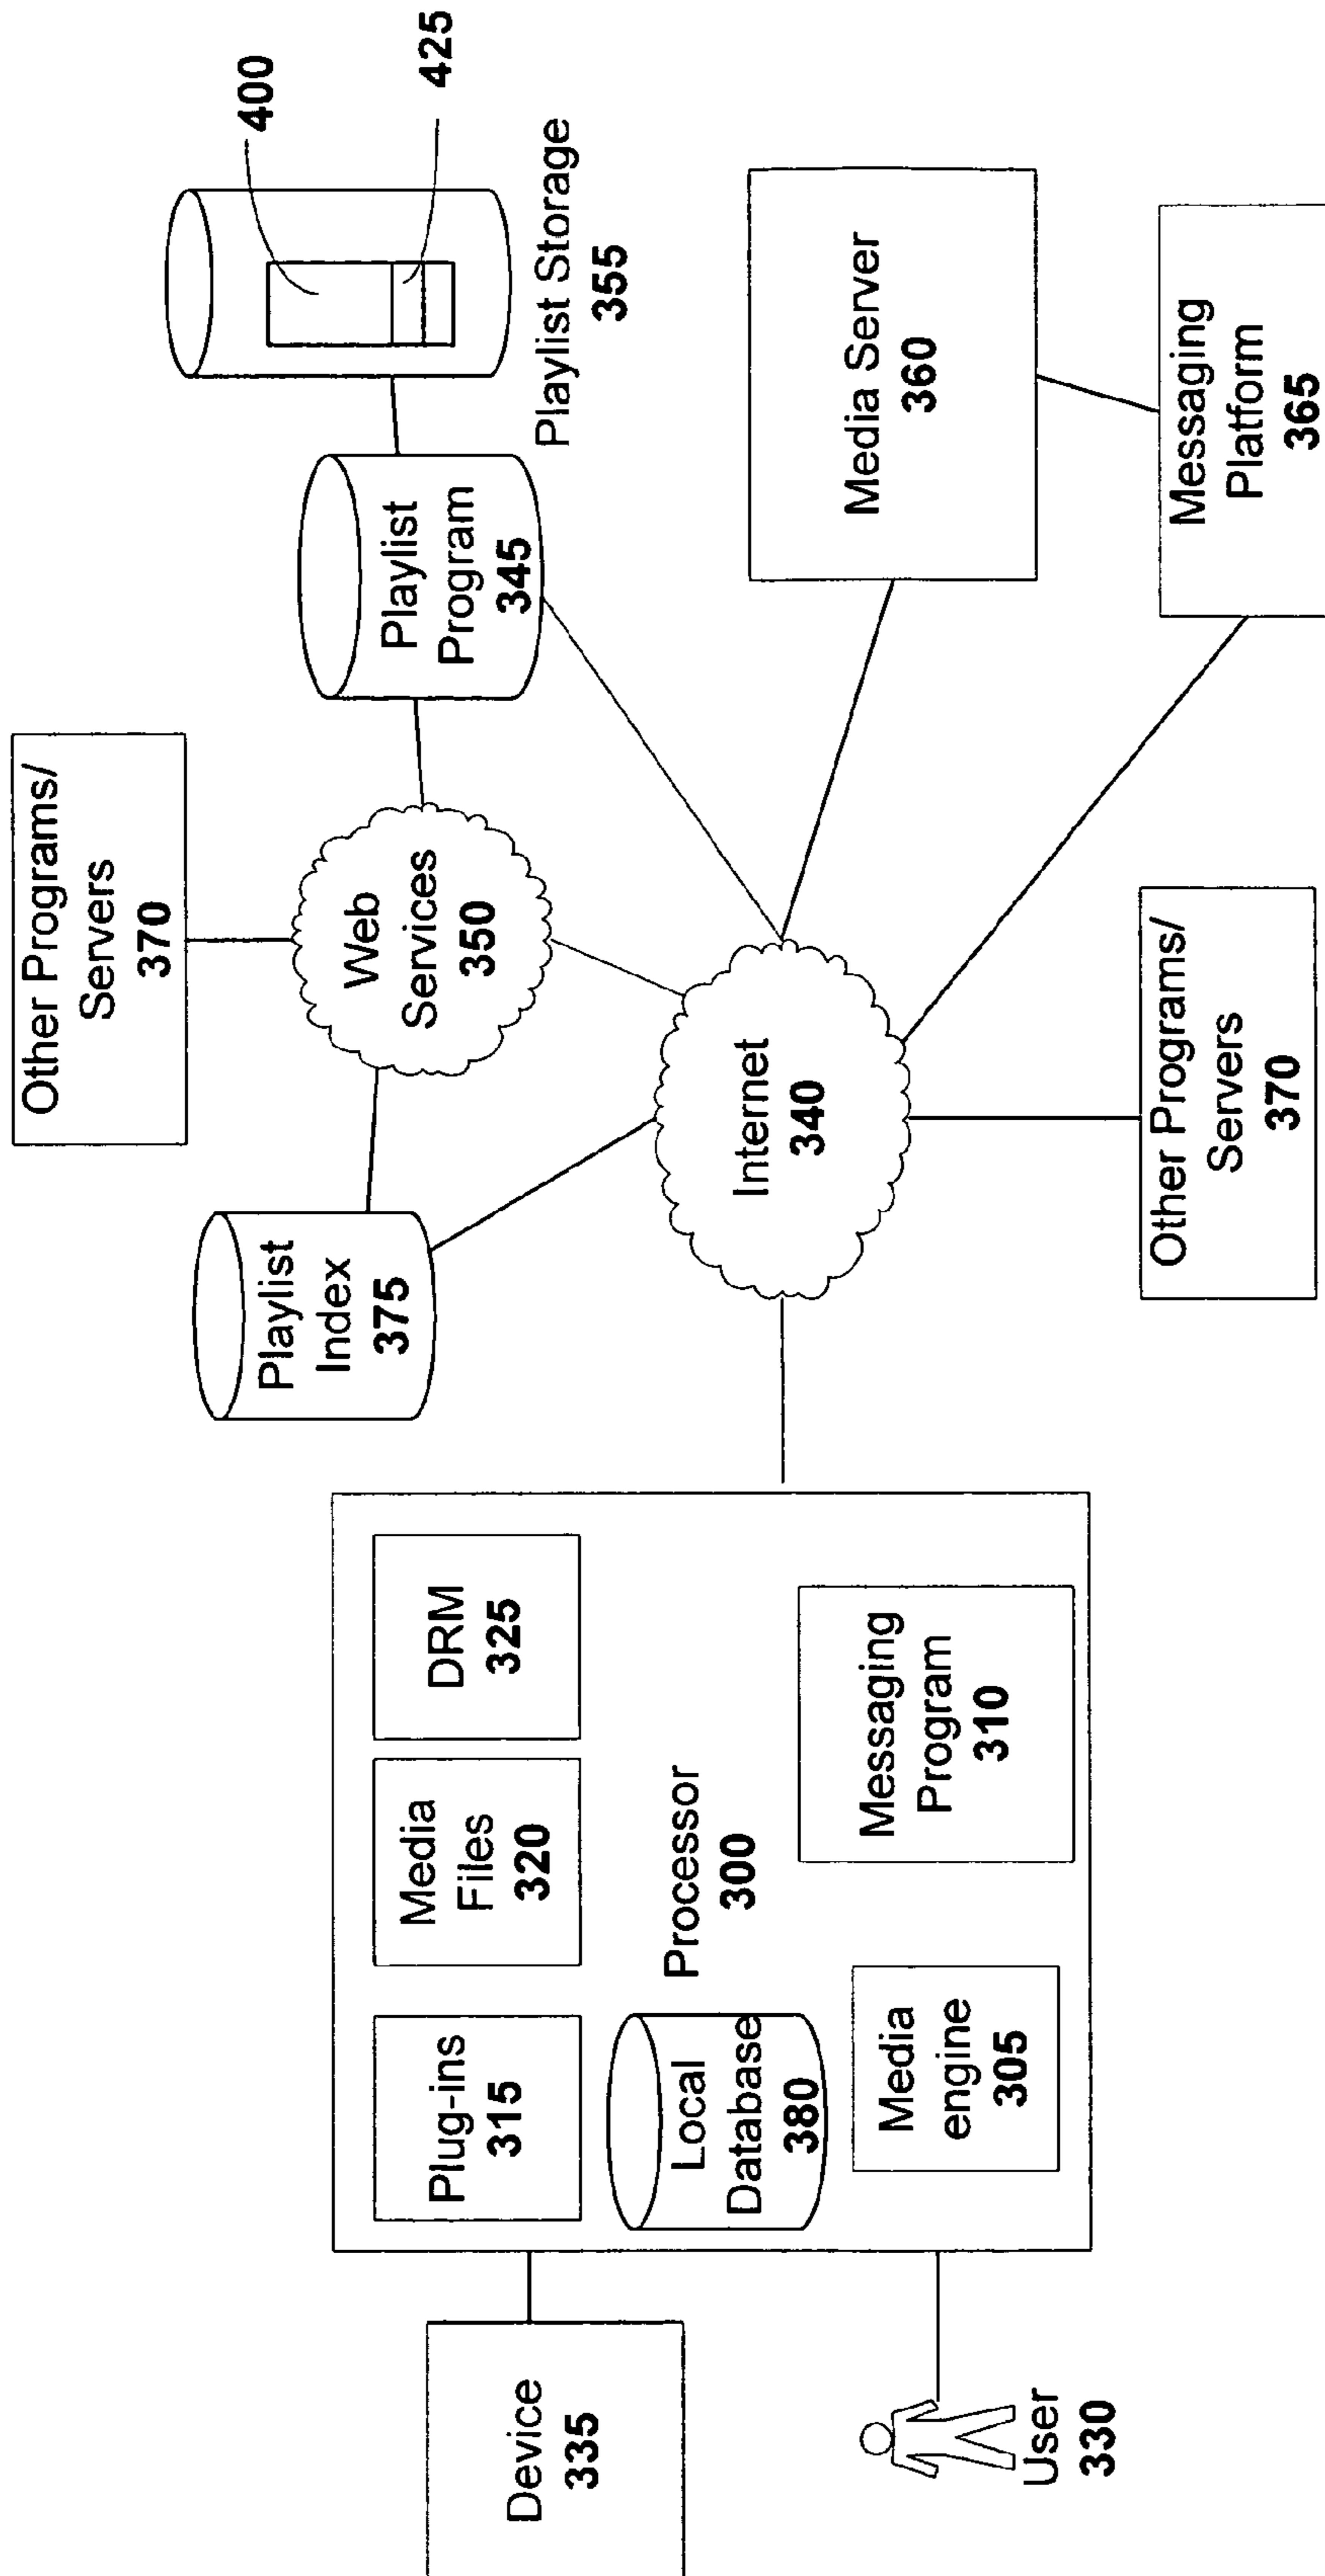 Other Programs/
Servers
370
400
425
Playlist Storage
355
Playlist
Program
345
Web
Services
350
Playlist
Index
375
Media Server
360
Messaging
Platform
365
Internet
340
Other Programs/
Servers
370
Plug-ins
315
Media
Files
320
DRM
325
Local
Database
380
Processor
300
Media
engine
305
Messaging
Program
310
Device
335
User
330